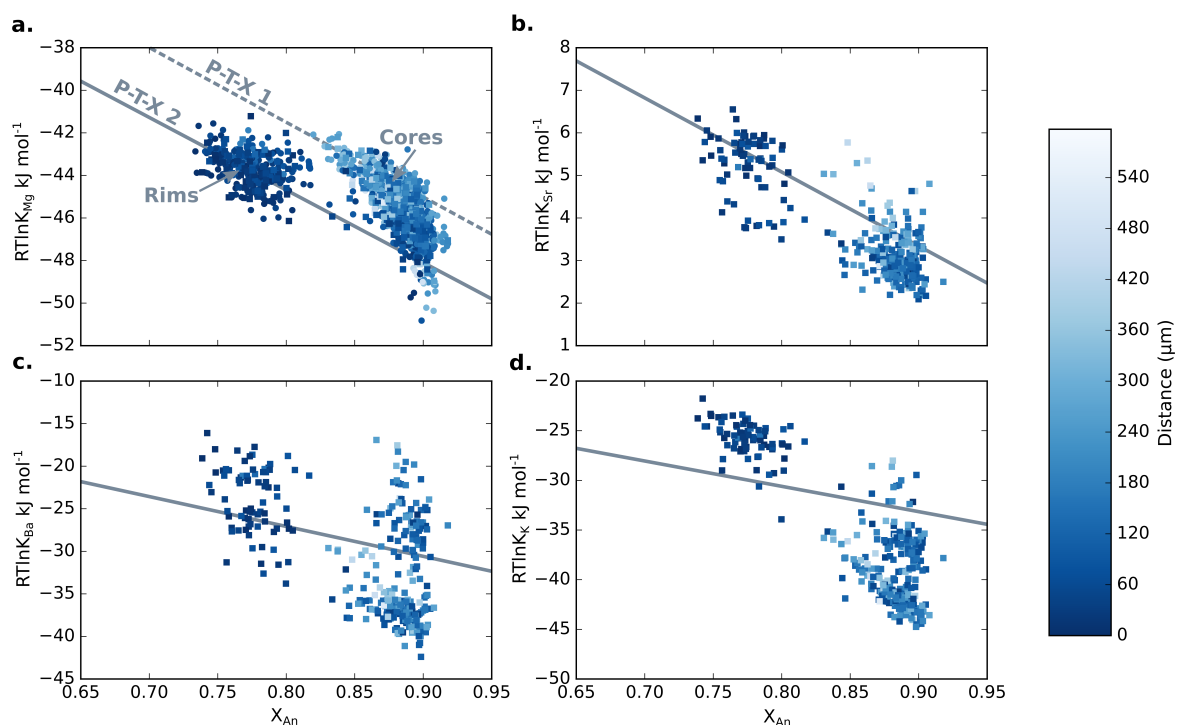 a.
b.
−38
−40
−42
−44
−46
−48
−50
−52
RTlnK_Mg kJ mol⁻¹
P-T-X 1
P-T-X 2
Cores
Rims
8
7
6
5
4
3
2
1
RTlnK_Sr kJ mol⁻¹
c.
d.
−10
−15
−20
−25
−30
−35
−40
−45
RTlnK_Ba kJ mol⁻¹
0.65 0.70 0.75 0.80 0.85 0.90 0.95
X_An
−20
−25
−30
−35
−40
−45
−50
RTlnK_K kJ mol⁻¹
0.65 0.70 0.75 0.80 0.85 0.90 0.95
X_An
540
480
420
360
300
240
180
120
60
0
Distance (μm)